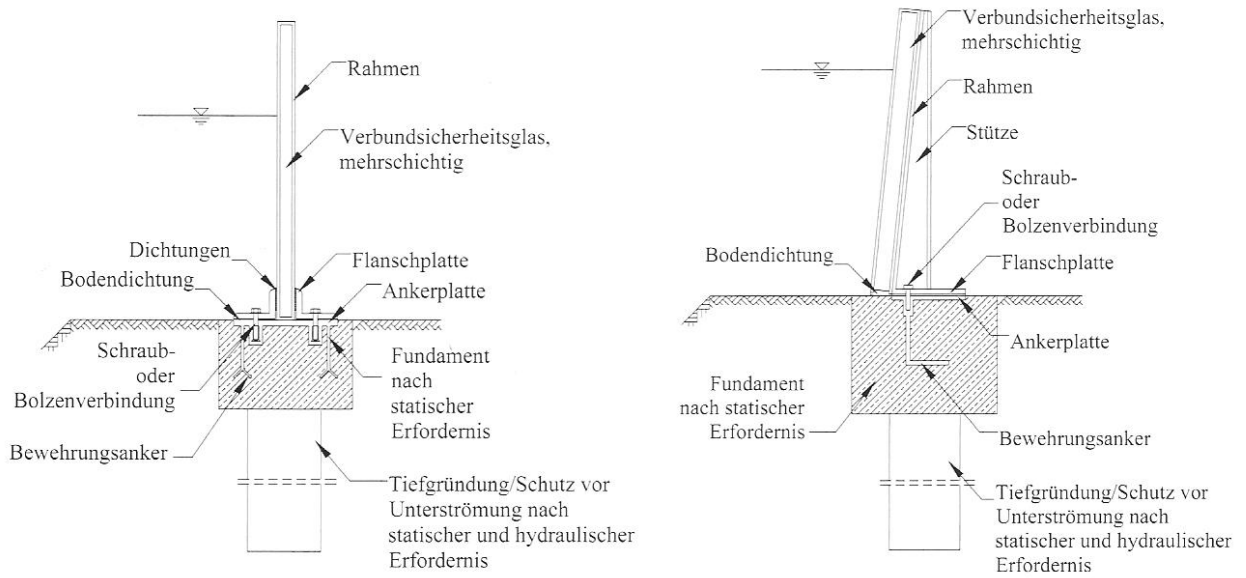 Rahmen
Verbundsicherheitsglas,
mehrschichtig
Dichtungen
Bodendichtung
Flanschplatte
Ankerplatte
Schraub-
oder
Bolzenverbindung
Bewehrungsanker
Fundament
nach
statischer
Erfordernis
Tiefgründung/Schutz vor
Unterströmung nach
statischer und hydraulischer
Erfordernis
Verbundsicherheitsglas,
mehrschichtig
Rahmen
Stütze
Schraub-
oder
Bolzenverbindung
Bodendichtung
Flanschplatte
Ankerplatte
Fundament
nach statischer
Erfordernis
Bewehrungsanker
Tiefgründung/Schutz vor
Unterströmung nach
statischer und hydraulischer
Erfordernis